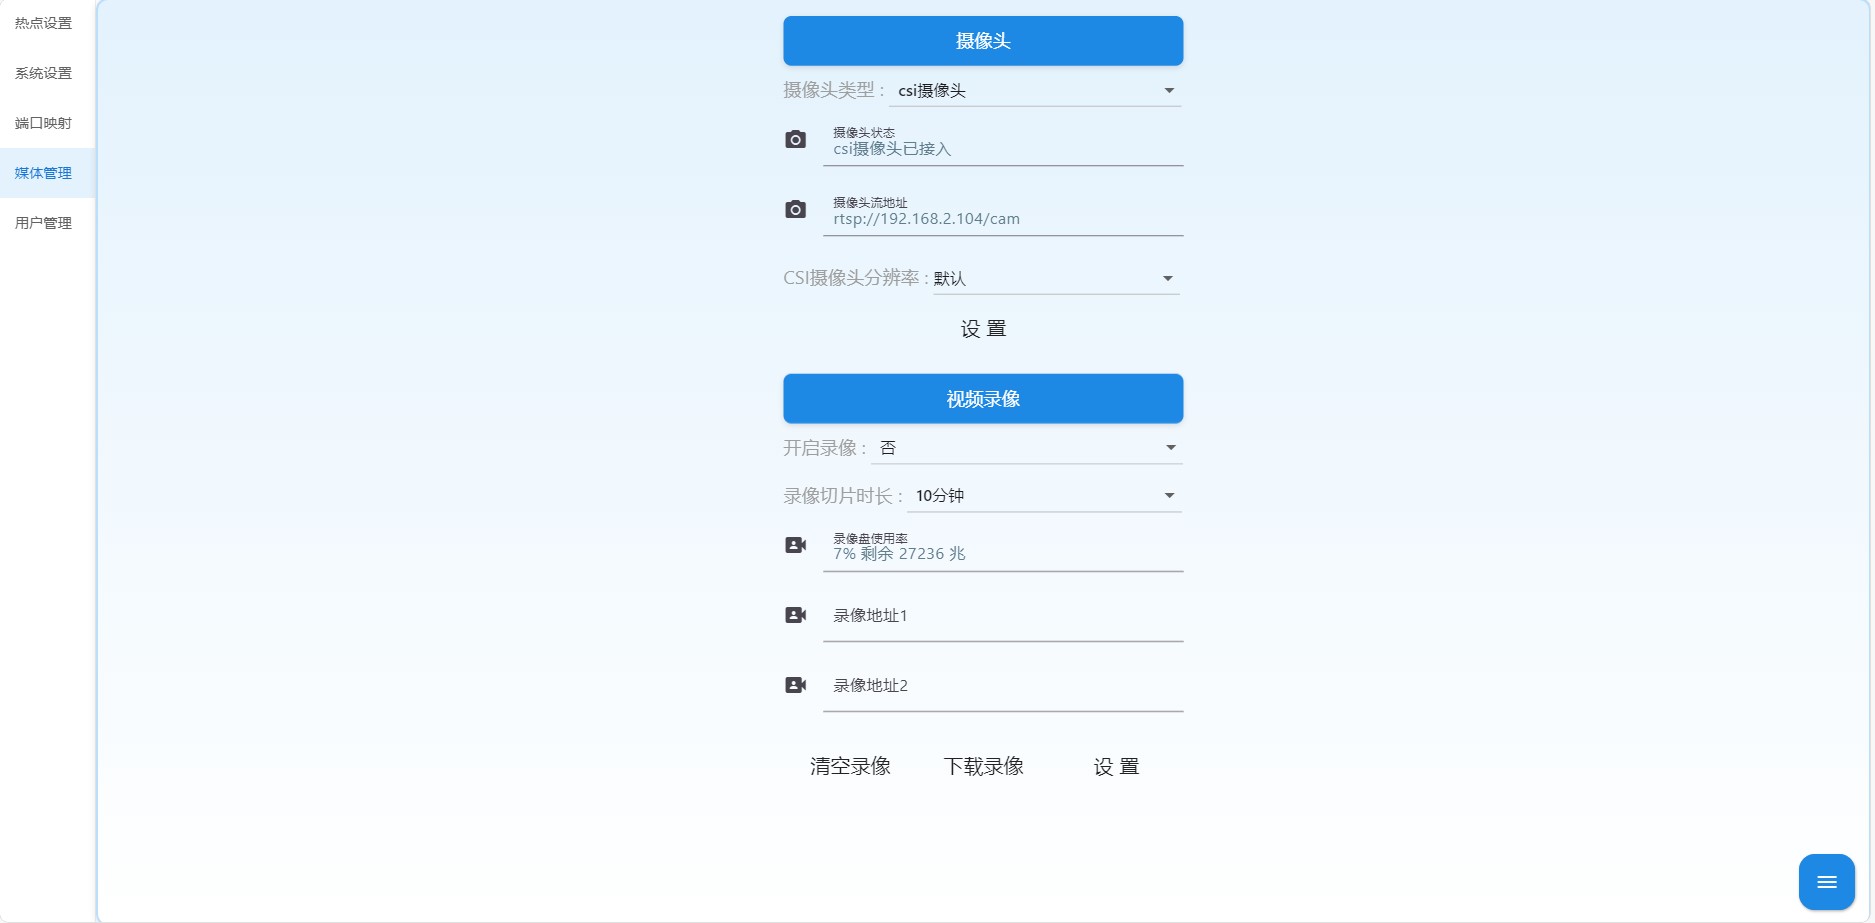 热点设置
系统设置
端口映射
媒体管理
用户管理
摄像头
摄像头类型 : csi摄像头
摄像头状态
csi摄像头已接入
摄像头流地址
rtsp://192.168.2.104/cam
CSI摄像头分辨率 : 默认
设 置
视频录像
开启录像 : 否
录像切片时长 : 10分钟
录像盘使用率
7% 剩余 27236 兆
录像地址1
录像地址2
清空录像 下载录像 设 置